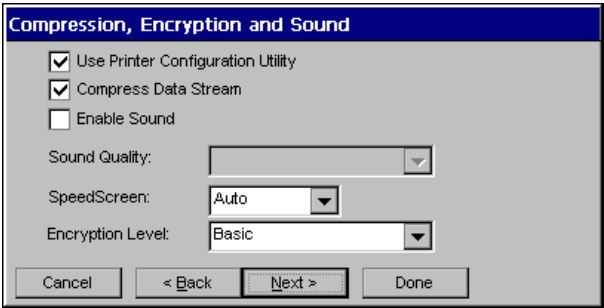 Compression, Encryption and Sound
Use Printer Configuration Utility
Compress Data Stream
Enable Sound
Sound Quality:
SpeedScreen: Auto
Encryption Level: Basic
Cancel < Back Next > Done